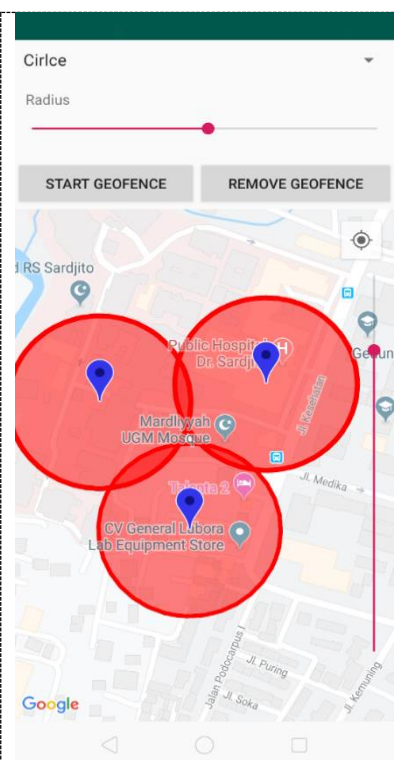 Cirlce
Radius
START GEOFENCE
REMOVE GEOFENCE
RS Sardjito
Public Hospital
Dr. Sardji
Mardliyyah
UGM Mosque
Jl. Kesehatan
Jl. Medika
Talenta 2
CV General Labora
Lab Equipment Store
Jalan Podocarpus I
Jl. Puring
Jl. Soka
Jl. Kemuning
Google